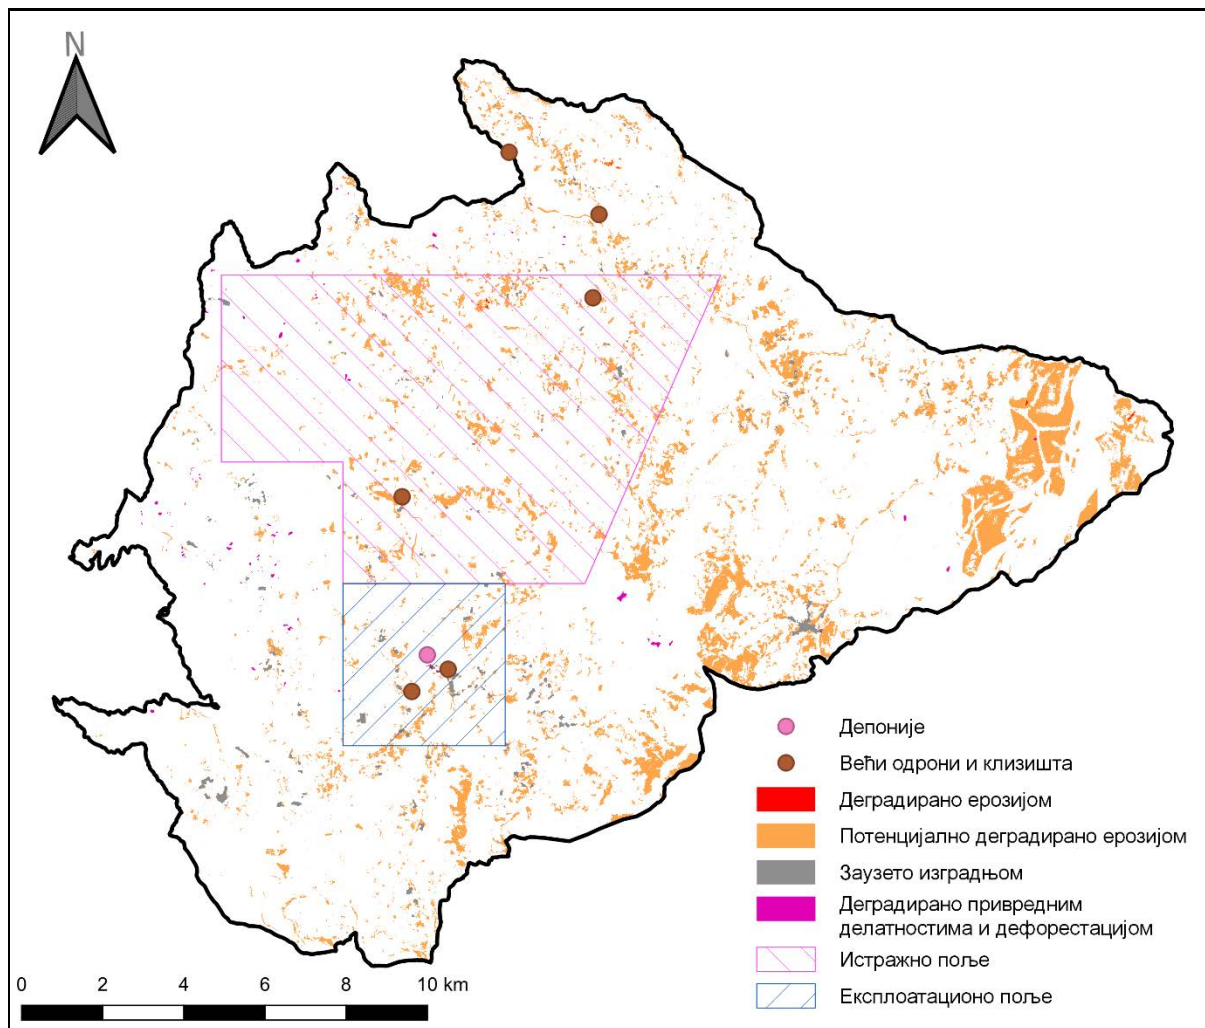 N
Депоније
Већи одрони и клизишта
Деградирано ерозијом
Потенцијално деградирано ерозијом
Заузето изградњом
Деградирано привредним
делатностима и дефорестацијом
Истражно поље
Експлоатационо поље
0 2 4 6 8 10 km